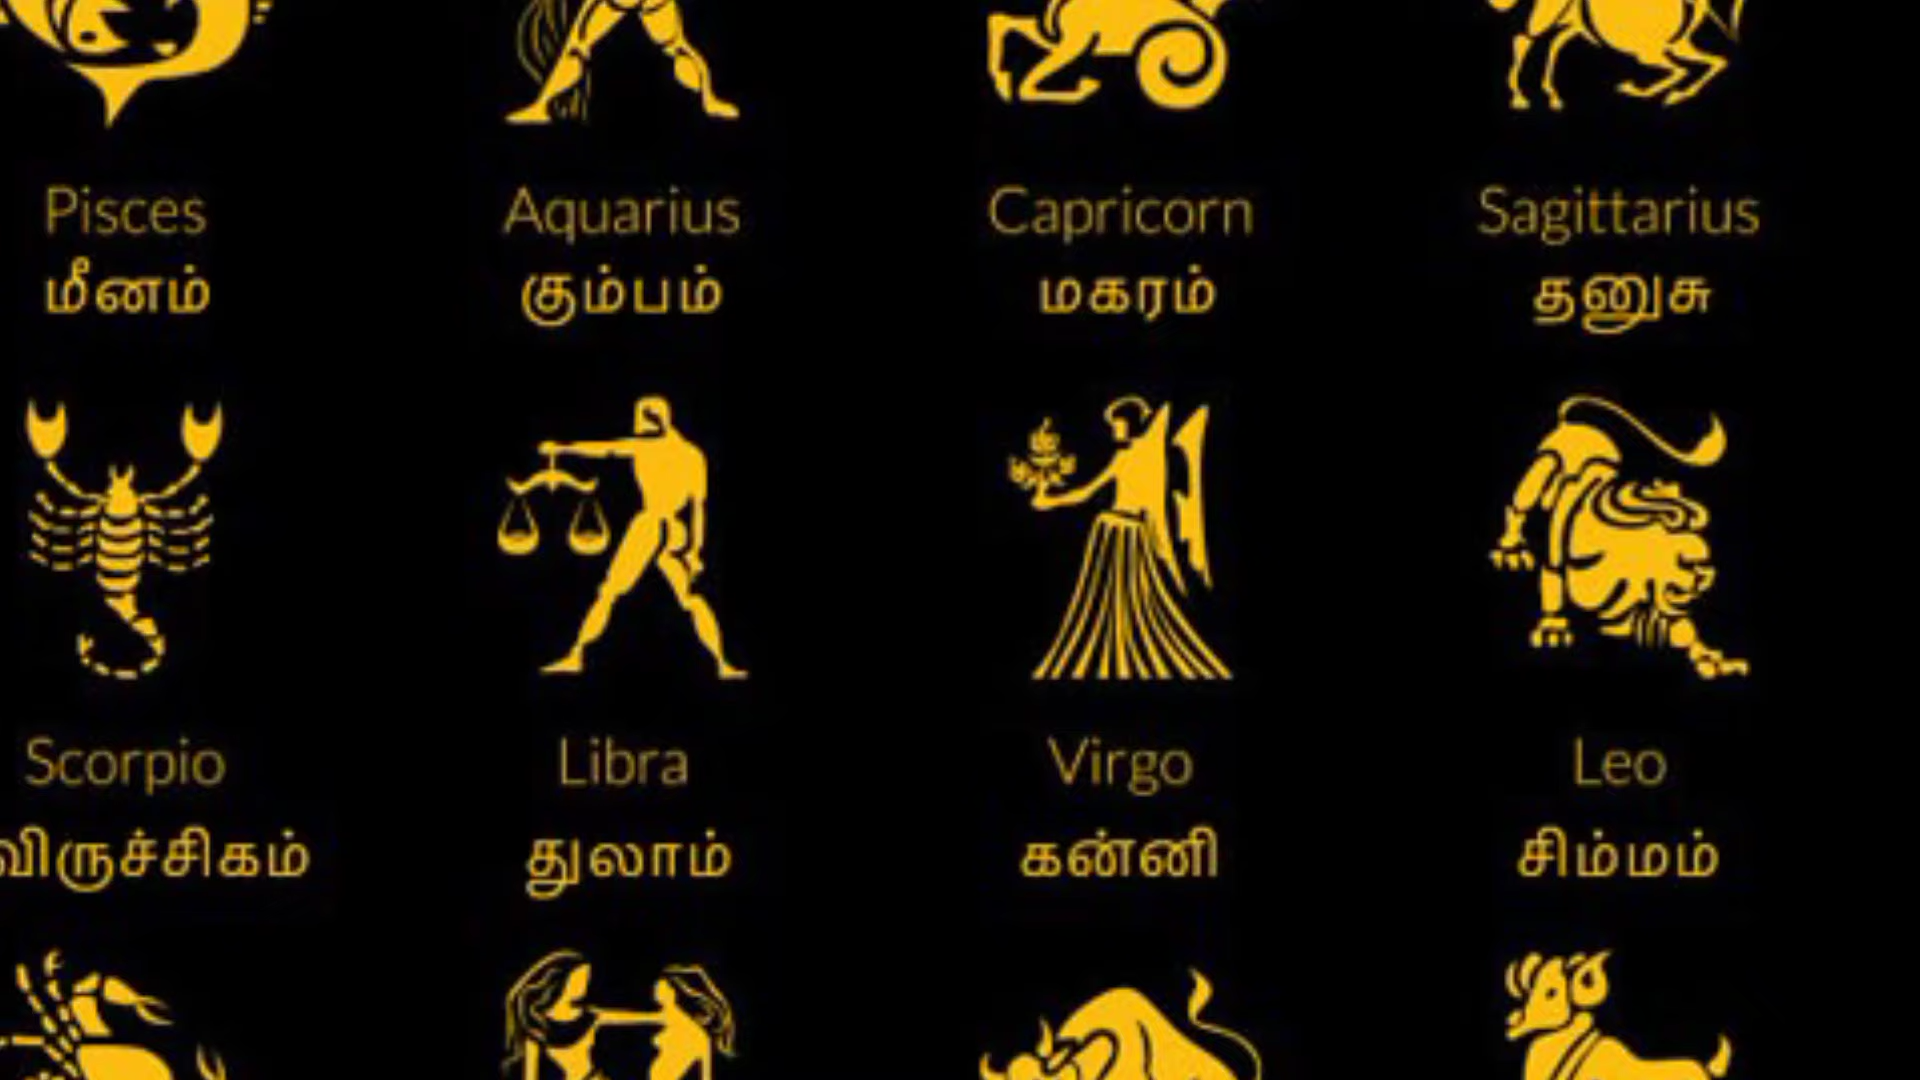 Pisces Aquarius Capricorn Sagittarius
மீனம் கும்பம் மகரம் தனுசு
Scorpio Libra Virgo Leo
விருச்சிகம் துலாம் கன்னி சிம்மம்